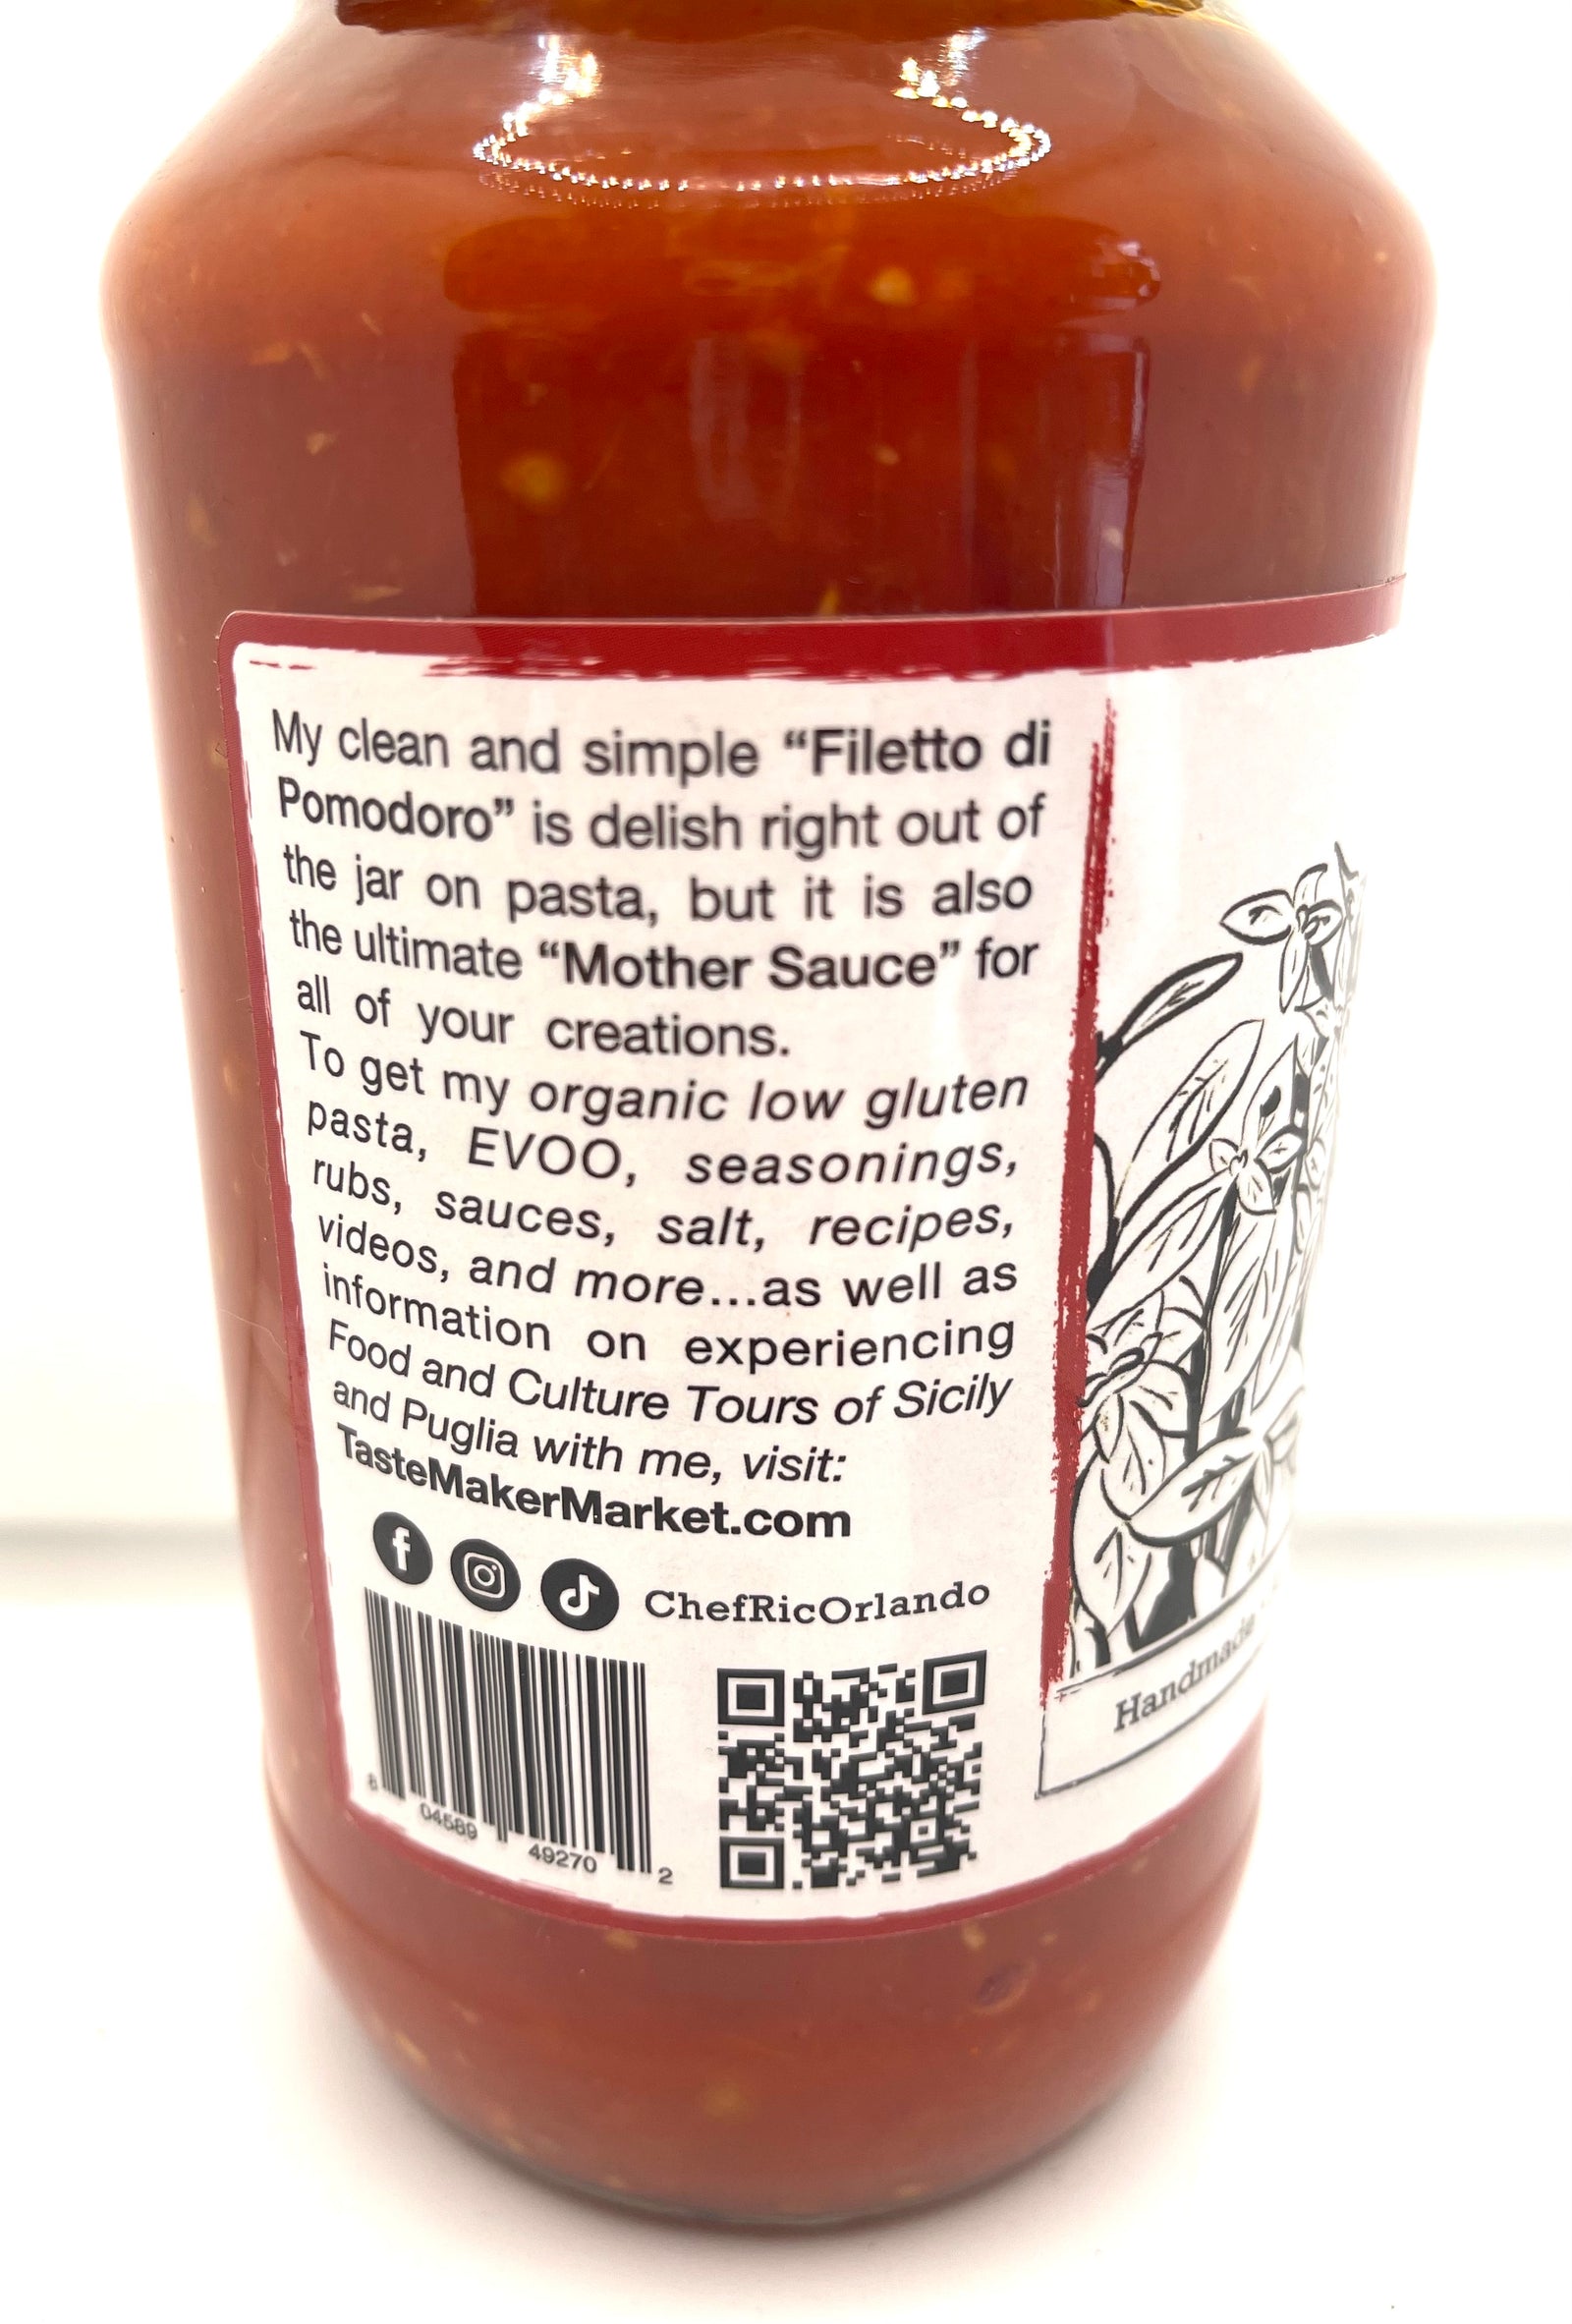 My clean and simple “Filetto di
Pomodoro” is delish right out of
the jar on pasta, but it is also
the ultimate “Mother Sauce” for
all of your creations.
To get my organic low gluten
pasta, EVOO, seasonings,
rubs, sauces, salt, recipes,
videos, and more...as well as
information on experiencing
Food and Culture Tours of Sicily
and Puglia with me, visit:
TasteMakerMarket.com
ChefRicOrlando
8 04589 49270 2
Handmade